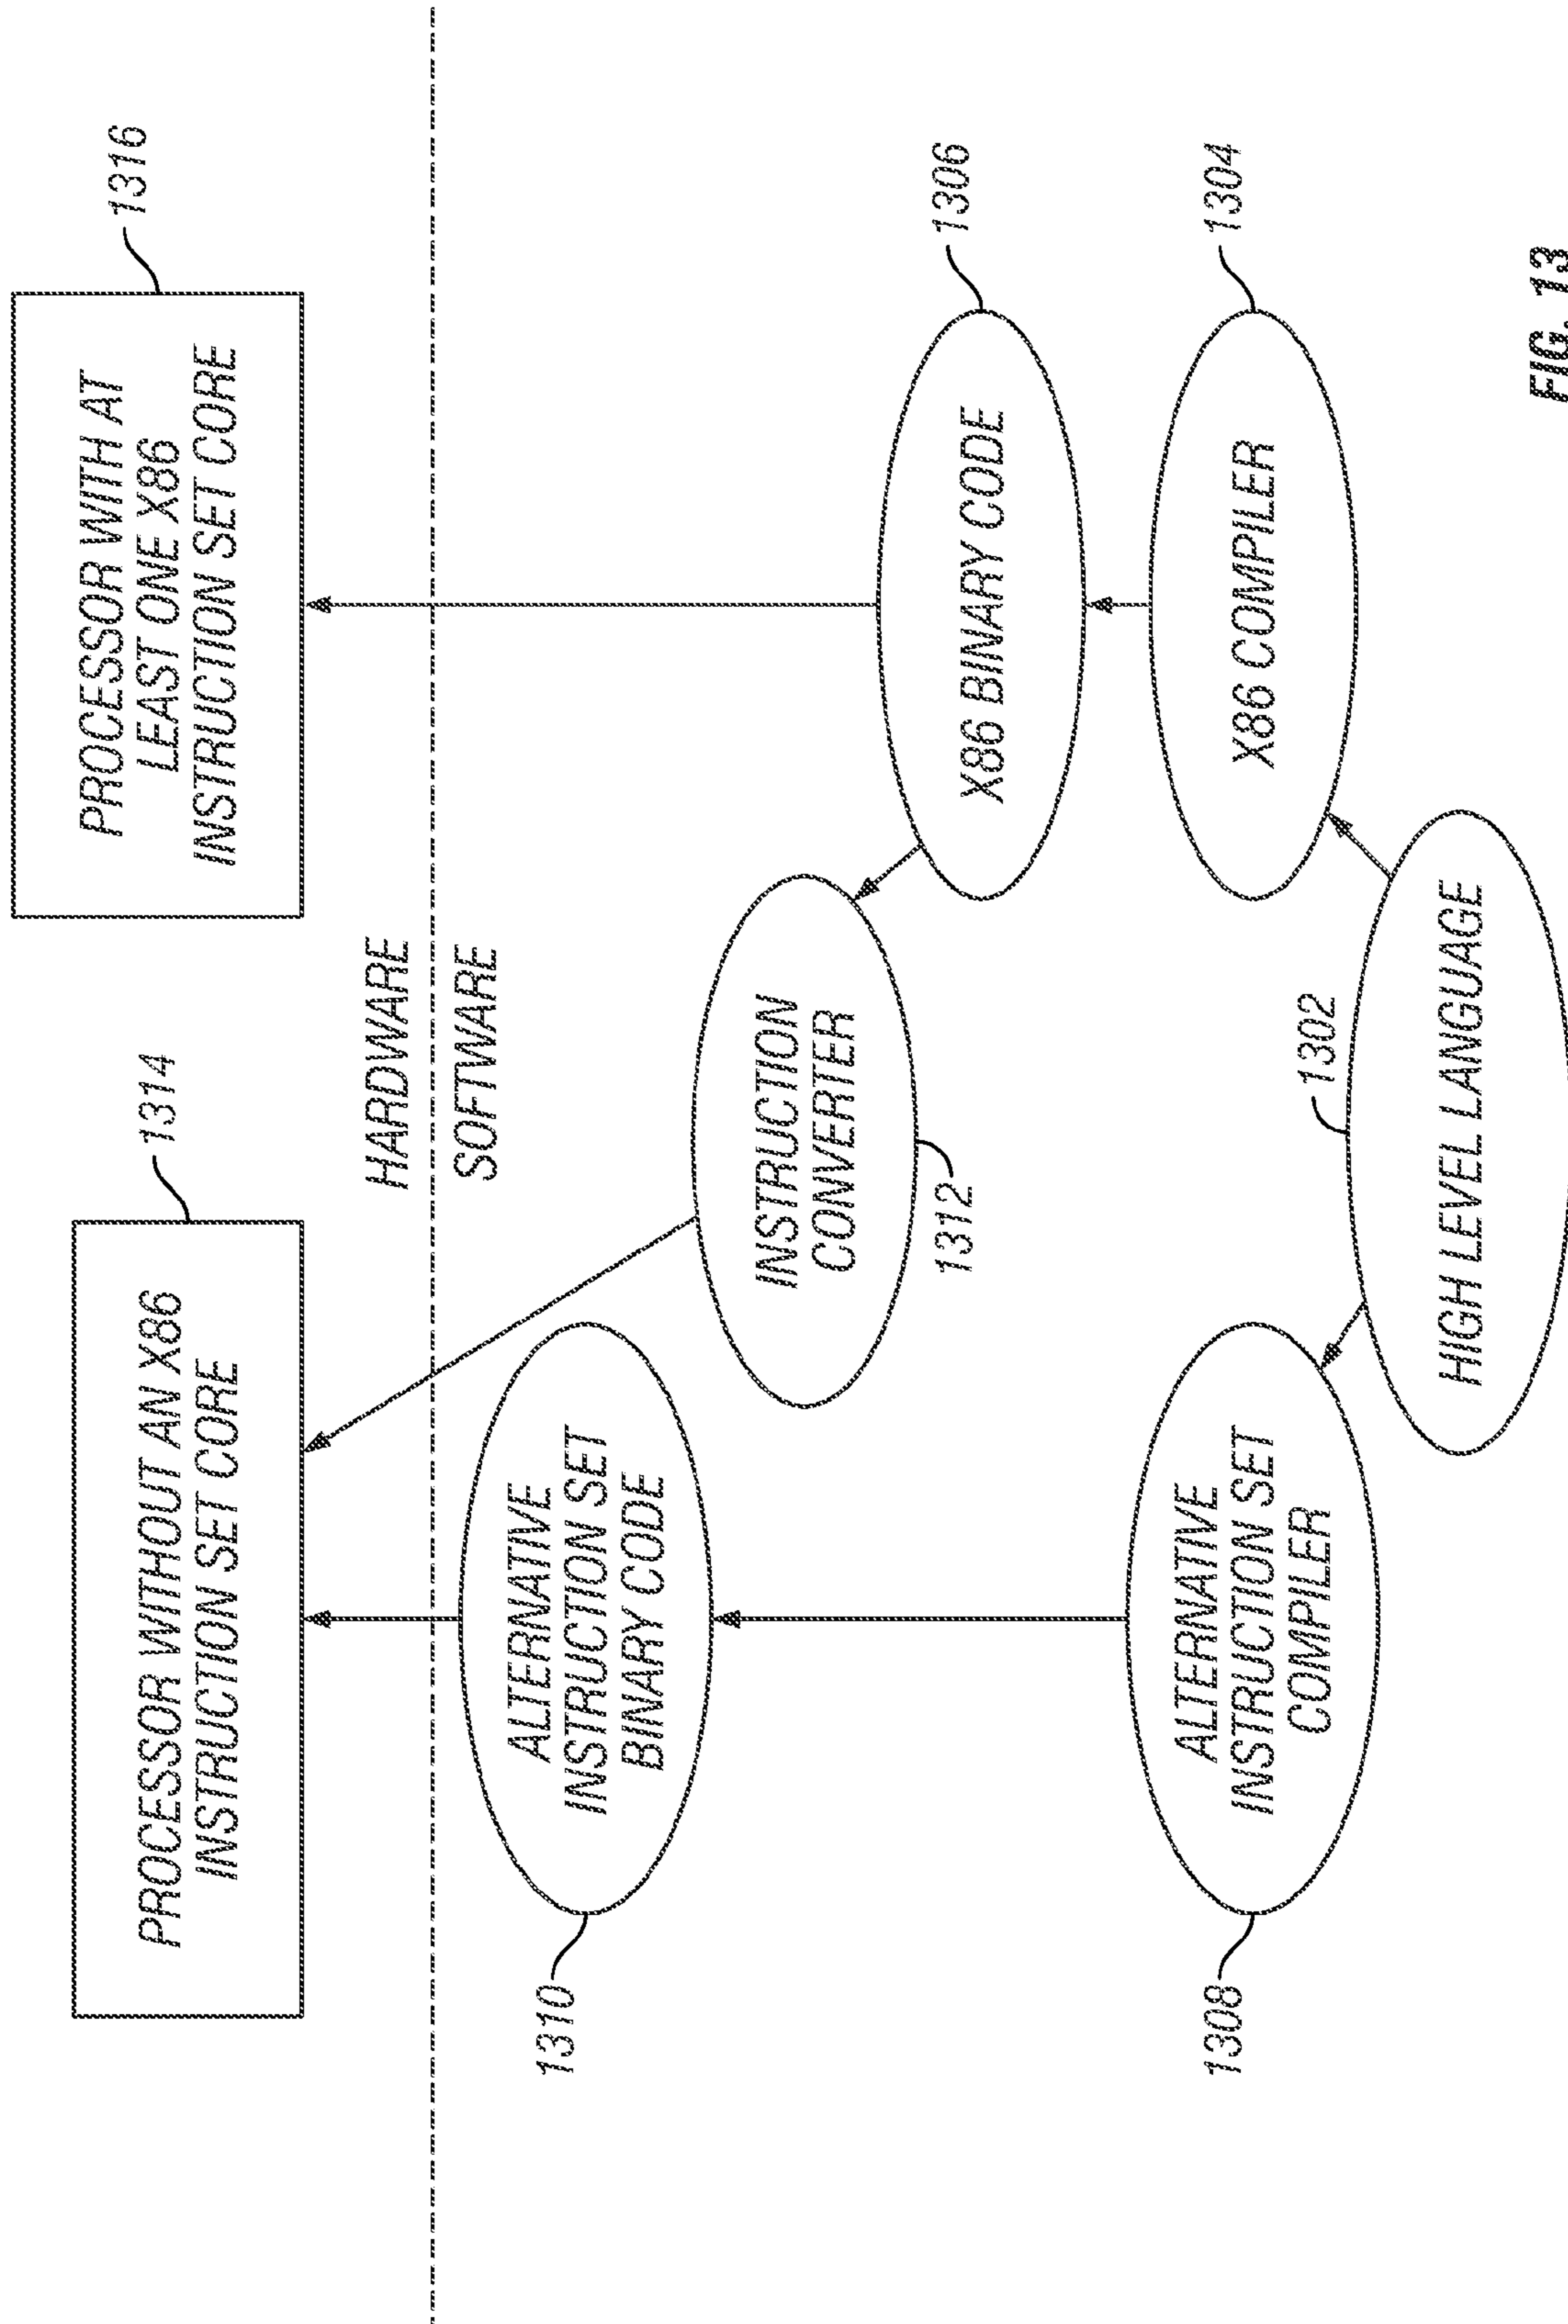 PROCESSOR WITHOUT AN X86
INSTRUCTION SET CORE
1314
PROCESSOR WITH AT
LEAST ONE X86
INSTRUCTION SET CORE
1316
HARDWARE
SOFTWARE
1310
ALTERNATIVE
INSTRUCTION SET
BINARY CODE
INSTRUCTION
CONVERTER
1312
X86 BINARY CODE
1306
1308
ALTERNATIVE
INSTRUCTION SET
COMPILER
X86 COMPILER
1304
1302
HIGH LEVEL LANGUAGE
FIG. 13